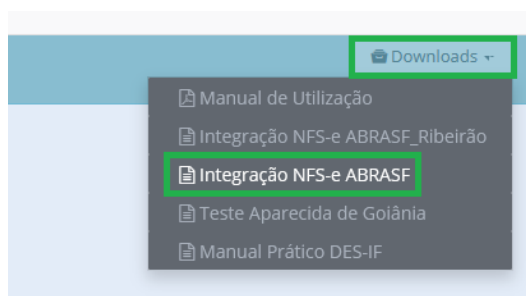 Downloads
Manual de Utilização
Integração NFS-e ABRASF_Ribeirão
Integração NFS-e ABRASF
Teste Aparecida de Goiânia
Manual Prático DES-IF